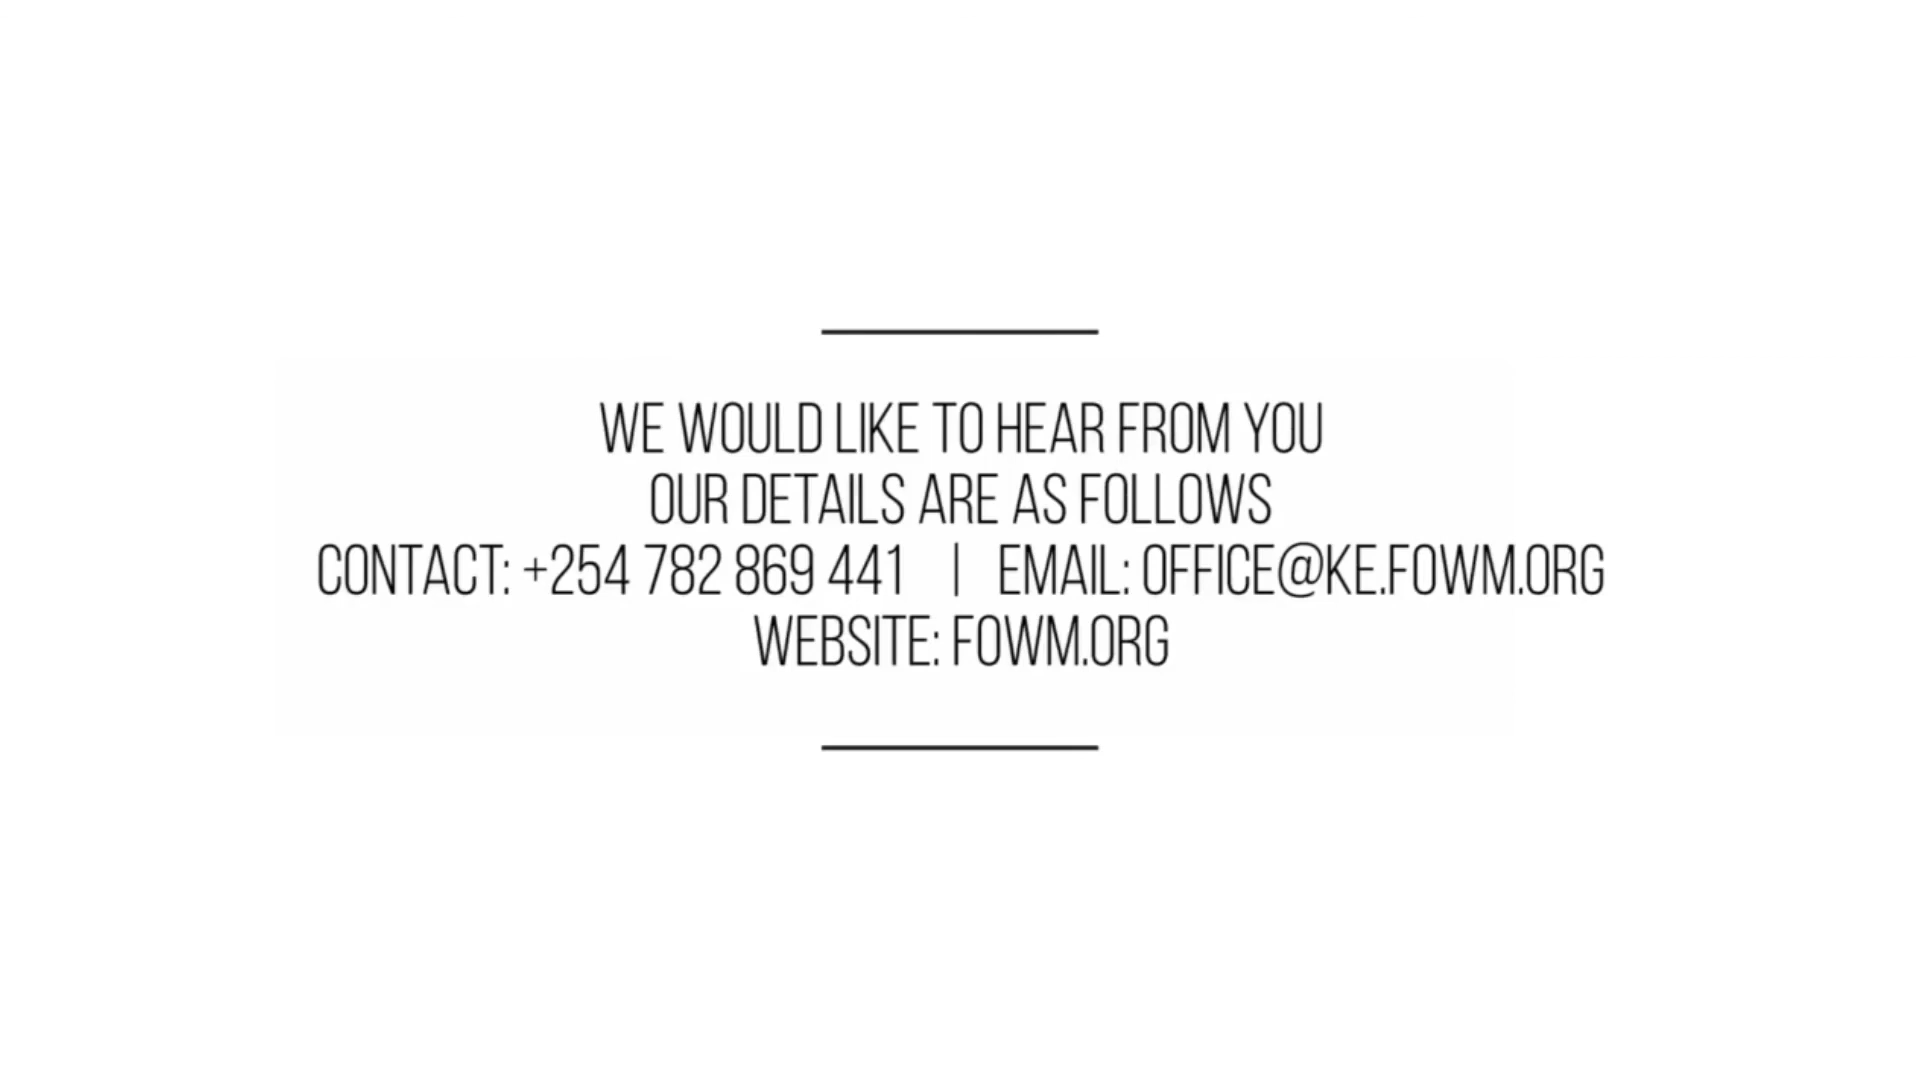 WE WOULD LIKE TO HEAR FROM YOU
OUR DETAILS ARE AS FOLLOWS
CONTACT: +254 782 869 441 | EMAIL: OFFICE@KE.FOWM.ORG
WEBSITE: FOWM.ORG